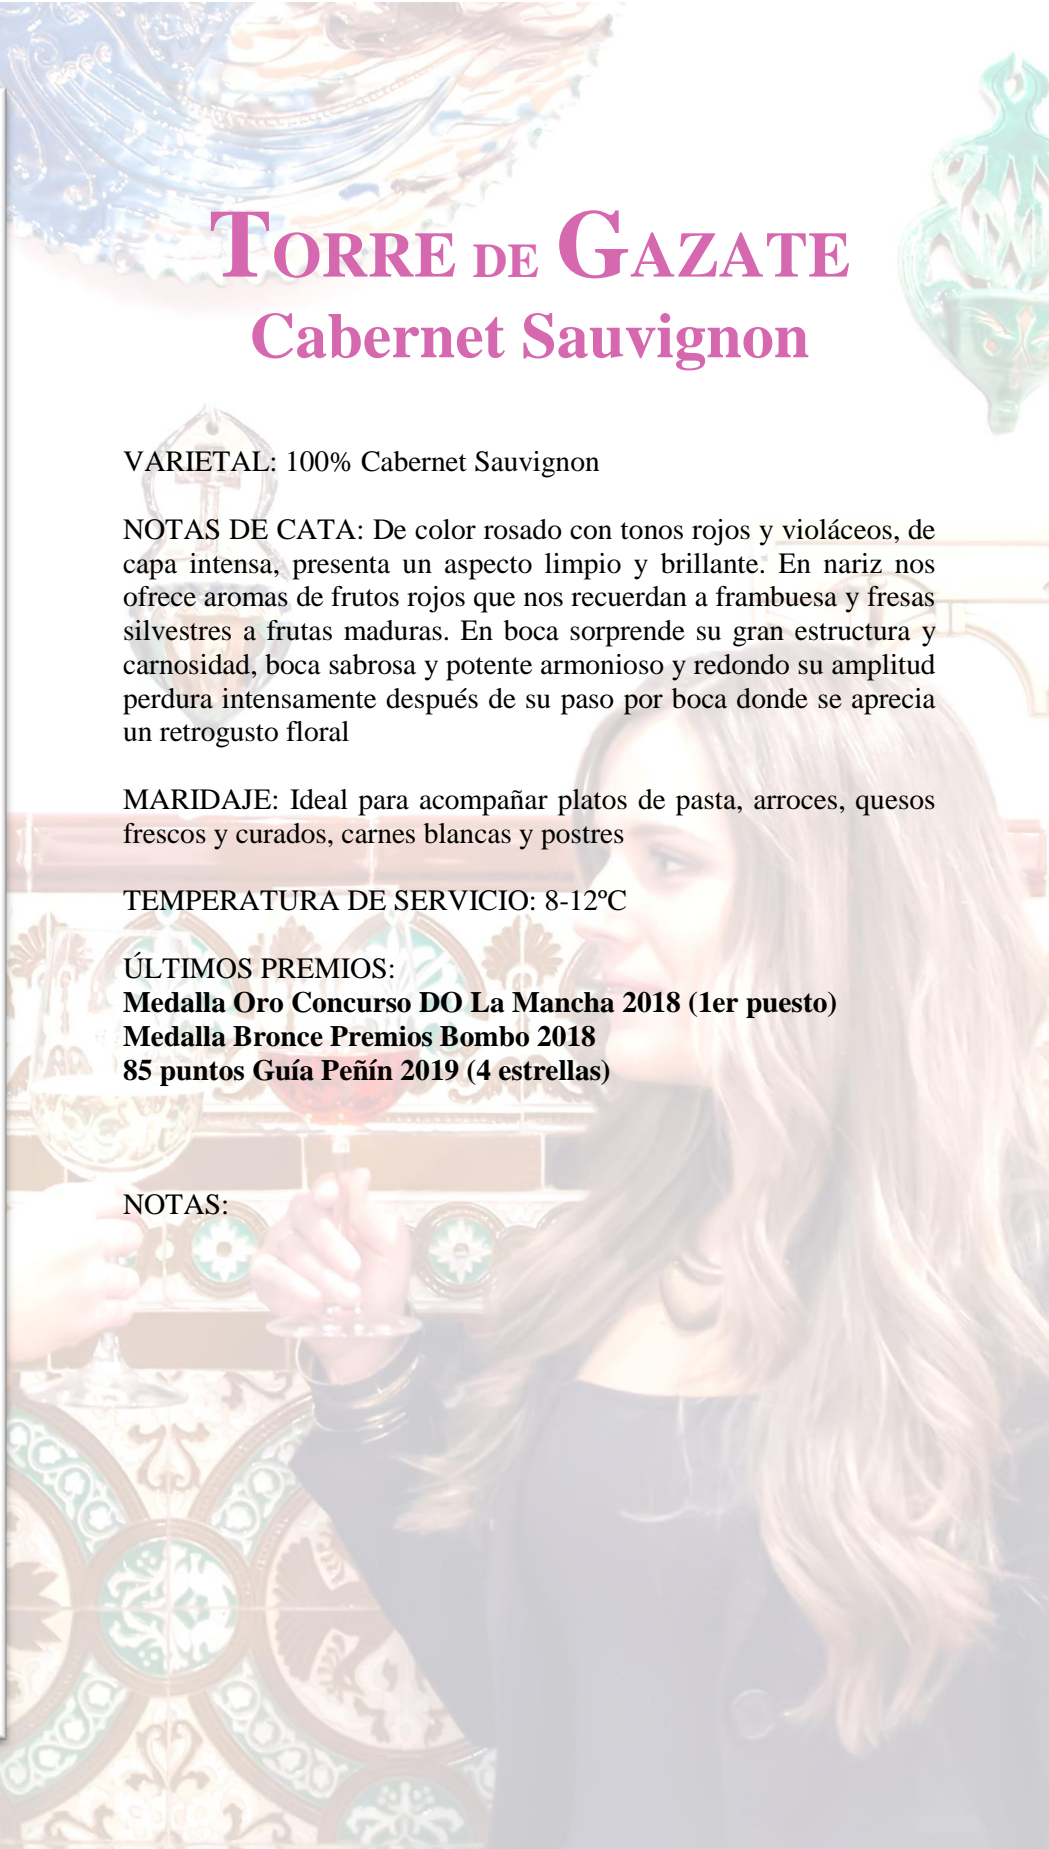 TORRE DE GAZATE
Cabernet Sauvignon
VARIETAL: 100% Cabernet Sauvignon
NOTAS DE CATA: De color rosado con tonos rojos y violáceos, de
capa intensa, presenta un aspecto limpio y brillante. En nariz nos
ofrece aromas de frutos rojos que nos recuerdan a frambuesa y fresas
silvestres a frutas maduras. En boca sorprende su gran estructura y
carnosidad, boca sabrosa y potente armonioso y redondo su amplitud
perdura intensamente después de su paso por boca donde se aprecia
un retrogusto floral
MARIDAJE: Ideal para acompañar platos de pasta, arroces, quesos
frescos y curados, carnes blancas y postres
TEMPERATURA DE SERVICIO: 8-12ºC
ÚLTIMOS PREMIOS:
Medalla Oro Concurso DO La Mancha 2018 (1er puesto)
Medalla Bronce Premios Bombo 2018
85 puntos Guía Peñín 2019 (4 estrellas)
NOTAS: